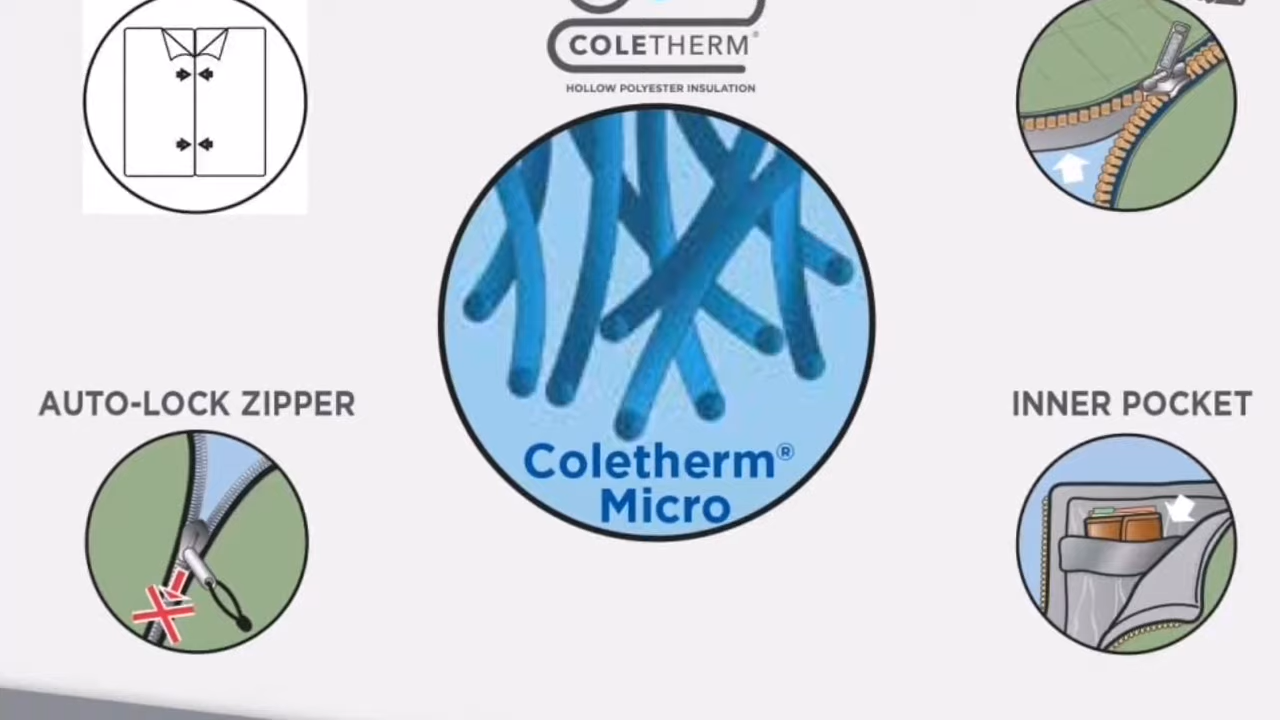 COLETHERM®
HOLLOW POLYESTER INSULATION
AUTO-LOCK ZIPPER
INNER POCKET
Coletherm®
Micro